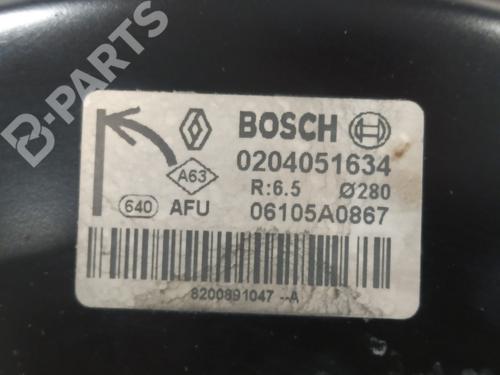 B-PARTS
BOSCH
A63
0204051634
R:6.5 Ø280
640 AFU 06105A0867
8200891047 --A